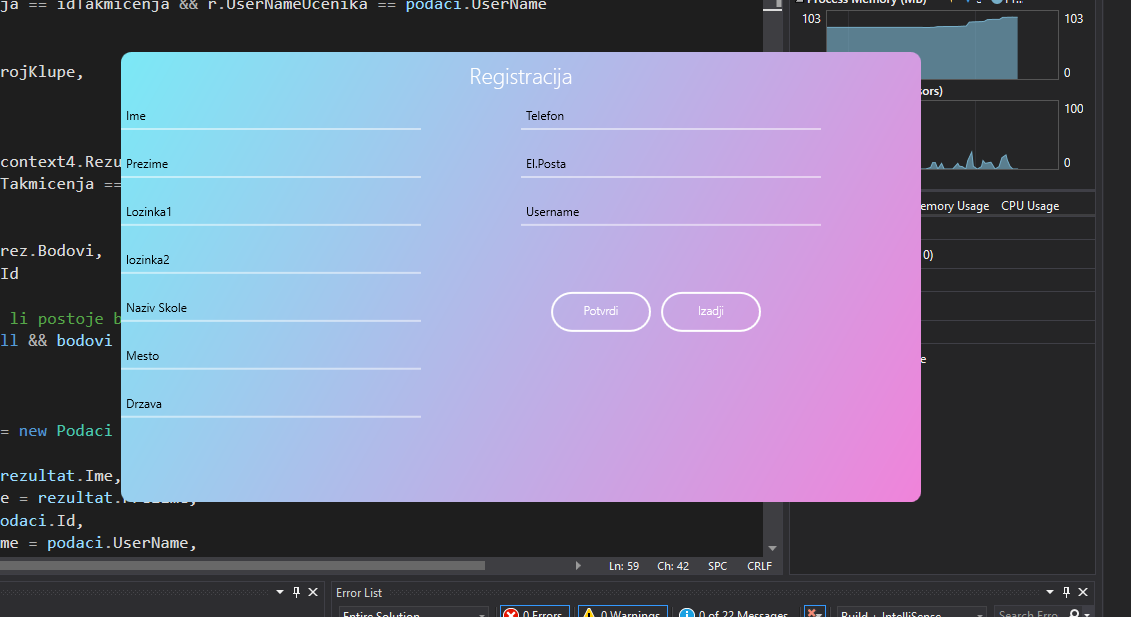 ja == idTakmicenja && r.UserNameUcenika == podaci.UserName
Process Memory (MB)
103
103
0
rojKlupe,
Registracija
sors)
Ime
Telefon
100
context4.Rezu
Prezime
El.Posta
0
Takmicenja ==
Lozinka1
Username
emory Usage
CPU Usage
rez.Bodovi,
lozinka2
0)
Id
li postoje b
Naziv Skole
Potvrdi
Izadji
ll && bodovi
Mesto
e
Drzava
= new Podaci
rezultat.Ime,
e = rezultat.
odaci.Id,
me = podaci.UserName,
Ln: 59
Ch: 42
SPC
CRLF
Error List
Entire Solution
0 Errors
0 Warnings
0 of 22 Messages
Build + IntelliSense
Search Erro